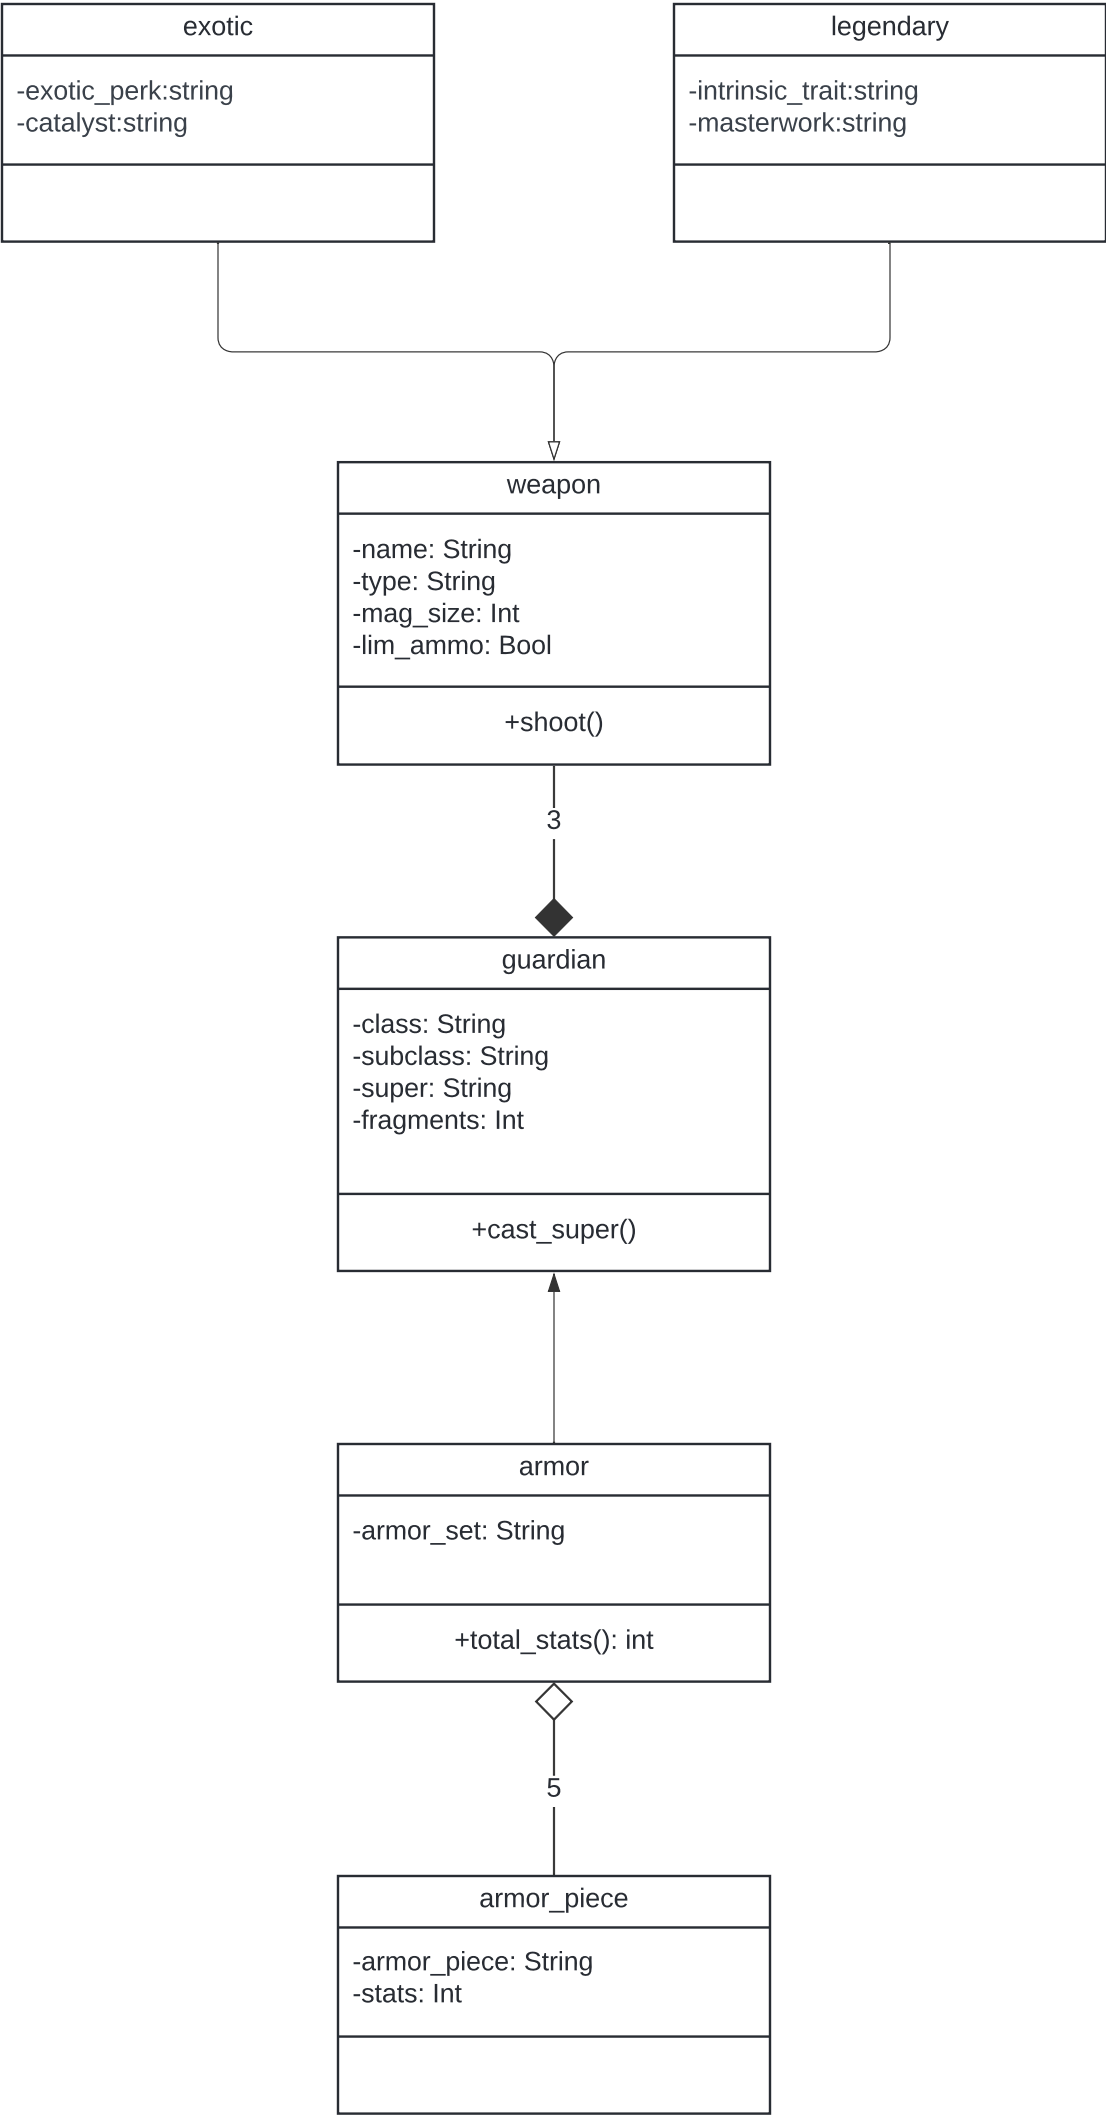 exotic
-exotic_perk:string
-catalyst:string
legendary
-intrinsic_trait:string
-masterwork:string
weapon
-name: String
-type: String
-mag_size: Int
-lim_ammo: Bool
+shoot()
3
guardian
-class: String
-subclass: String
-super: String
-fragments: Int
+cast_super()
armor
-armor_set: String
+total_stats(): int
5
armor_piece
-armor_piece: String
-stats: Int